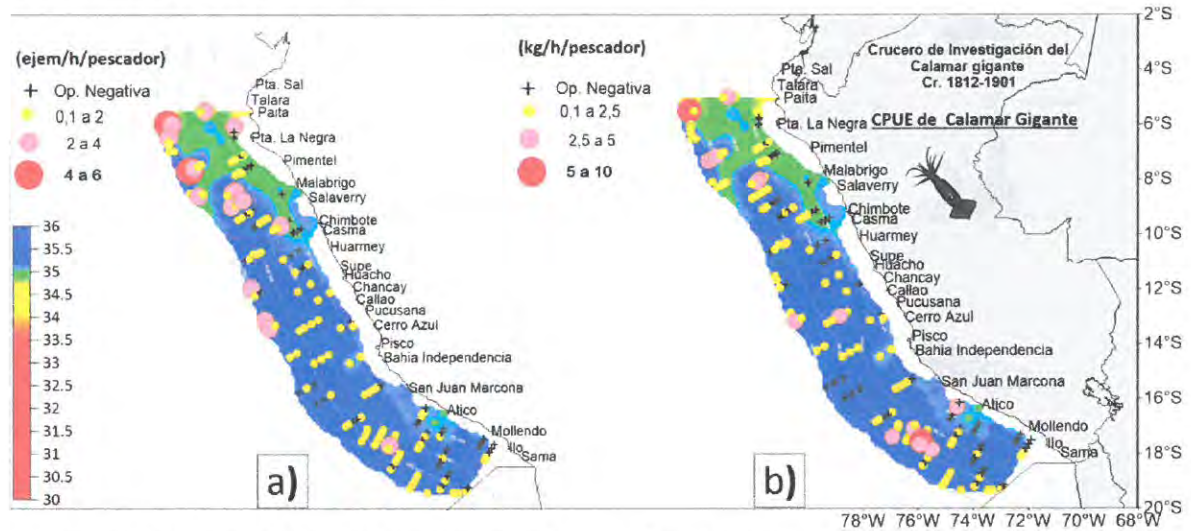 (ejem/h/pescador)
+ Op. Negativa
0,1 a 2
2 a 4
4 a 6
36
35.5
35
34.5
34
33.5
33
32.5
32
31.5
31
30.5
30
Pta. Sal
Talara
Paita
Pta. La Negra
Pimentel
Malabrigo
Salaverry
Chimbote
Casma
Huarmey
Supe
Huacho
Chancay
Callao
Pucusana
Cerro Azul
Pisco
Bahia Independencia
San Juan Marcona
Atico
Mollendo
Ilo
Sama
a)
(kg/h/pescador)
+ Op. Negativa
0,1 a 2,5
2,5 a 5
5 a 10
Crucero de Investigación del
Calamar gigante
Cr. 1812-1901
CPUE de Calamar Gigante
Pta. Sal
Talara
Paita
Pta. La Negra
Pimentel
Malabrigo
Salaverry
Chimbote
Casma
Huarmey
Supe
Huacho
Chancay
Callao
Pucusana
Cerro Azul
Pisco
Bahia Independencia
San Juan Marcona
Atico
Mollendo
Ilo
Sama
b)
2°S
4°S
6°S
8°S
10°S
12°S
14°S
16°S
18°S
20°S
78°W 76°W 74°W 72°W 70°W 68°W